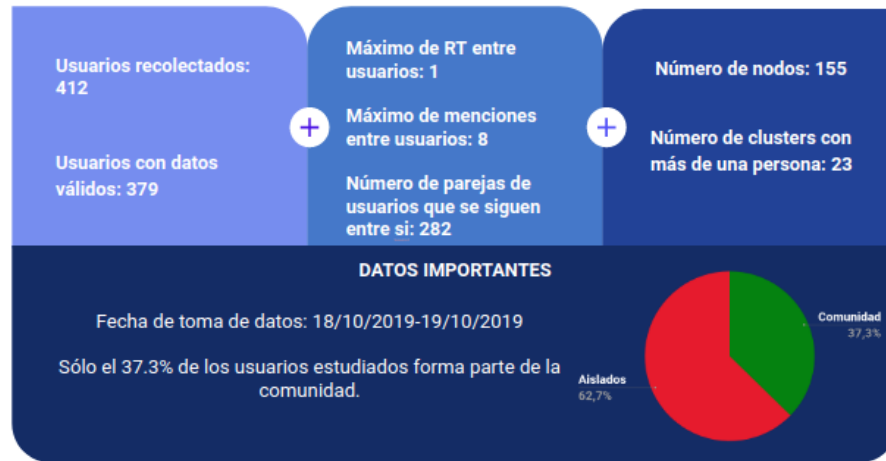 Usuarios recolectados:
412
Usuarios con datos
válidos: 379
Máximo de RT entre
usuarios: 1
Máximo de menciones
entre usuarios: 8
Número de parejas de
usuarios que se siguen
entre si: 282
Número de nodos: 155
Número de clusters con
más de una persona: 23
DATOS IMPORTANTES
Fecha de toma de datos: 18/10/2019-19/10/2019
Sólo el 37.3% de los usuarios estudiados forma parte de la
comunidad.
Comunidad
37,3%
Aislados
62,7%